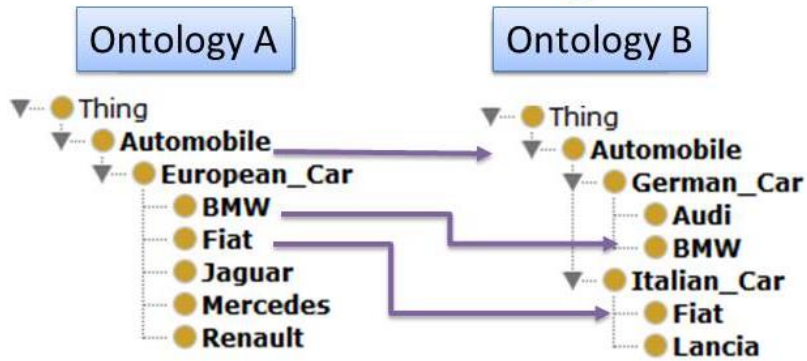 Ontology A
Thing
Automobile
European_Car
BMW
Fiat
Jaguar
Mercedes
Renault
Ontology B
Thing
Automobile
German_Car
Audi
BMW
Italian_Car
Fiat
Lancia